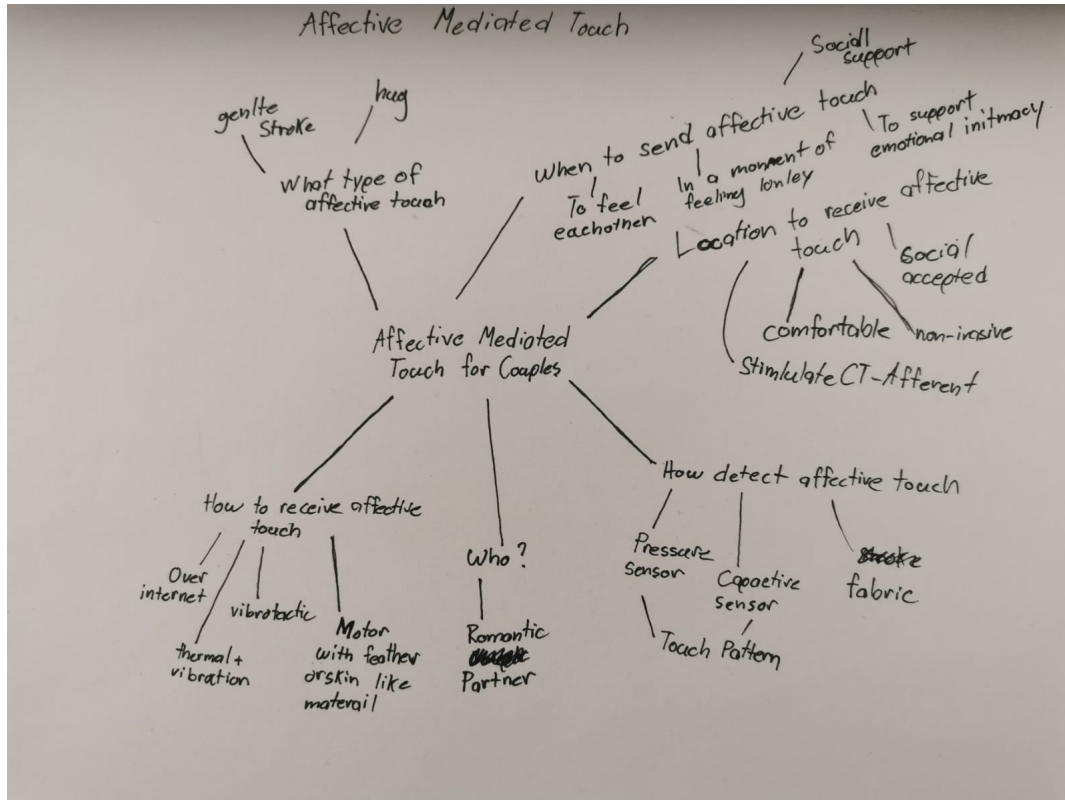 Affective Mediated Touch
genlte
stroke
hug
What type of
affective touch
When to send affective touch
Sociall
support
To support
emotional initmacy
To feel
eachother
In a moment of
feeling lonley
Location to receive affective
touch
Social
accepted
comfortable
non-invasive
StimlulateCT-Afferent
Affective Mediated
Touch for Couples
How to receive affective
touch
Over
internet
thermal+
vibration
vibrotactic
Motor
with feather
orskin like
materail
Who?
Romantic
Partner
How detect affective touch
Pressure
sensor
Capactive
sensor
Touch Pattern
fabric